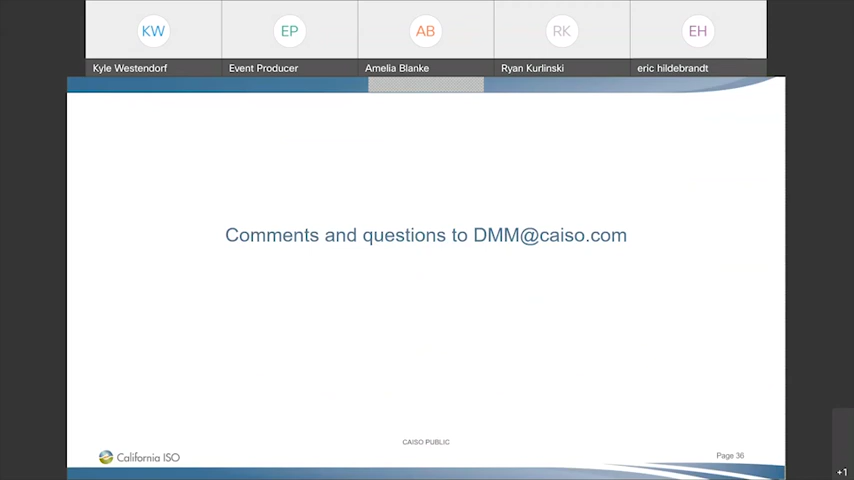 KW
EP
AB
RK
EH
Kyle Westendorf
Event Producer
Amelia Blanke
Ryan Kurlinski
eric hildebrandt
Comments and questions to DMM@caiso.com
CAISO PUBLIC
California ISO
Page 36
+1